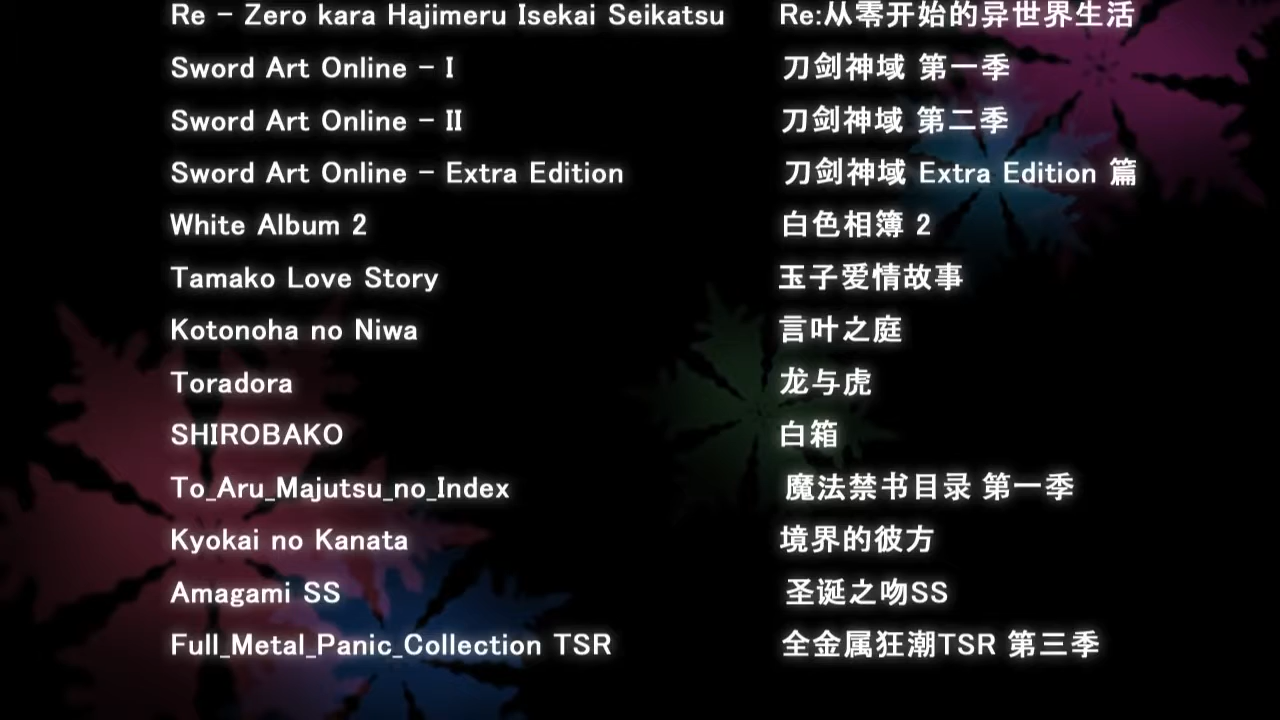 Re - Zero kara Hajimeru Isekai Seikatsu Re:从零开始的异世界生活
Sword Art Online - I 刀剑神域 第一季
Sword Art Online - II 刀剑神域 第二季
Sword Art Online - Extra Edition 刀剑神域 Extra Edition 篇
White Album 2 白色相簿 2
Tamako Love Story 玉子爱情故事
Kotonoha no Niwa 言叶之庭
Toradora 龙与虎
SHIROBAKO 白箱
To_Aru_Majutsu_no_Index 魔法禁书目录 第一季
Kyokai no Kanata 境界的彼方
Amagami SS 圣诞之吻SS
Full_Metal_Panic_Collection TSR 全金属狂潮TSR 第三季